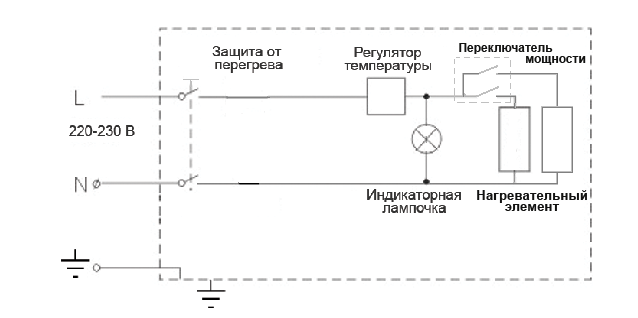 Защита от
перегрева
Регулятор
температуры
Переключатель
мощности
L
220-230 В
N
Индикаторная
лампочка
Нагревательный
элемент